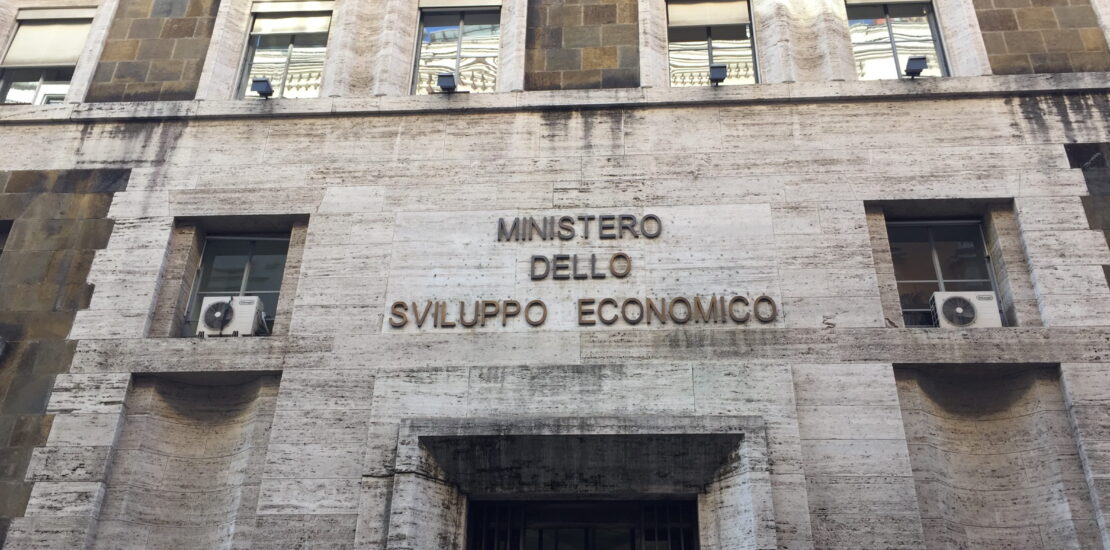 MINISTERO
DELLO
SVILUPPO ECONOMICO